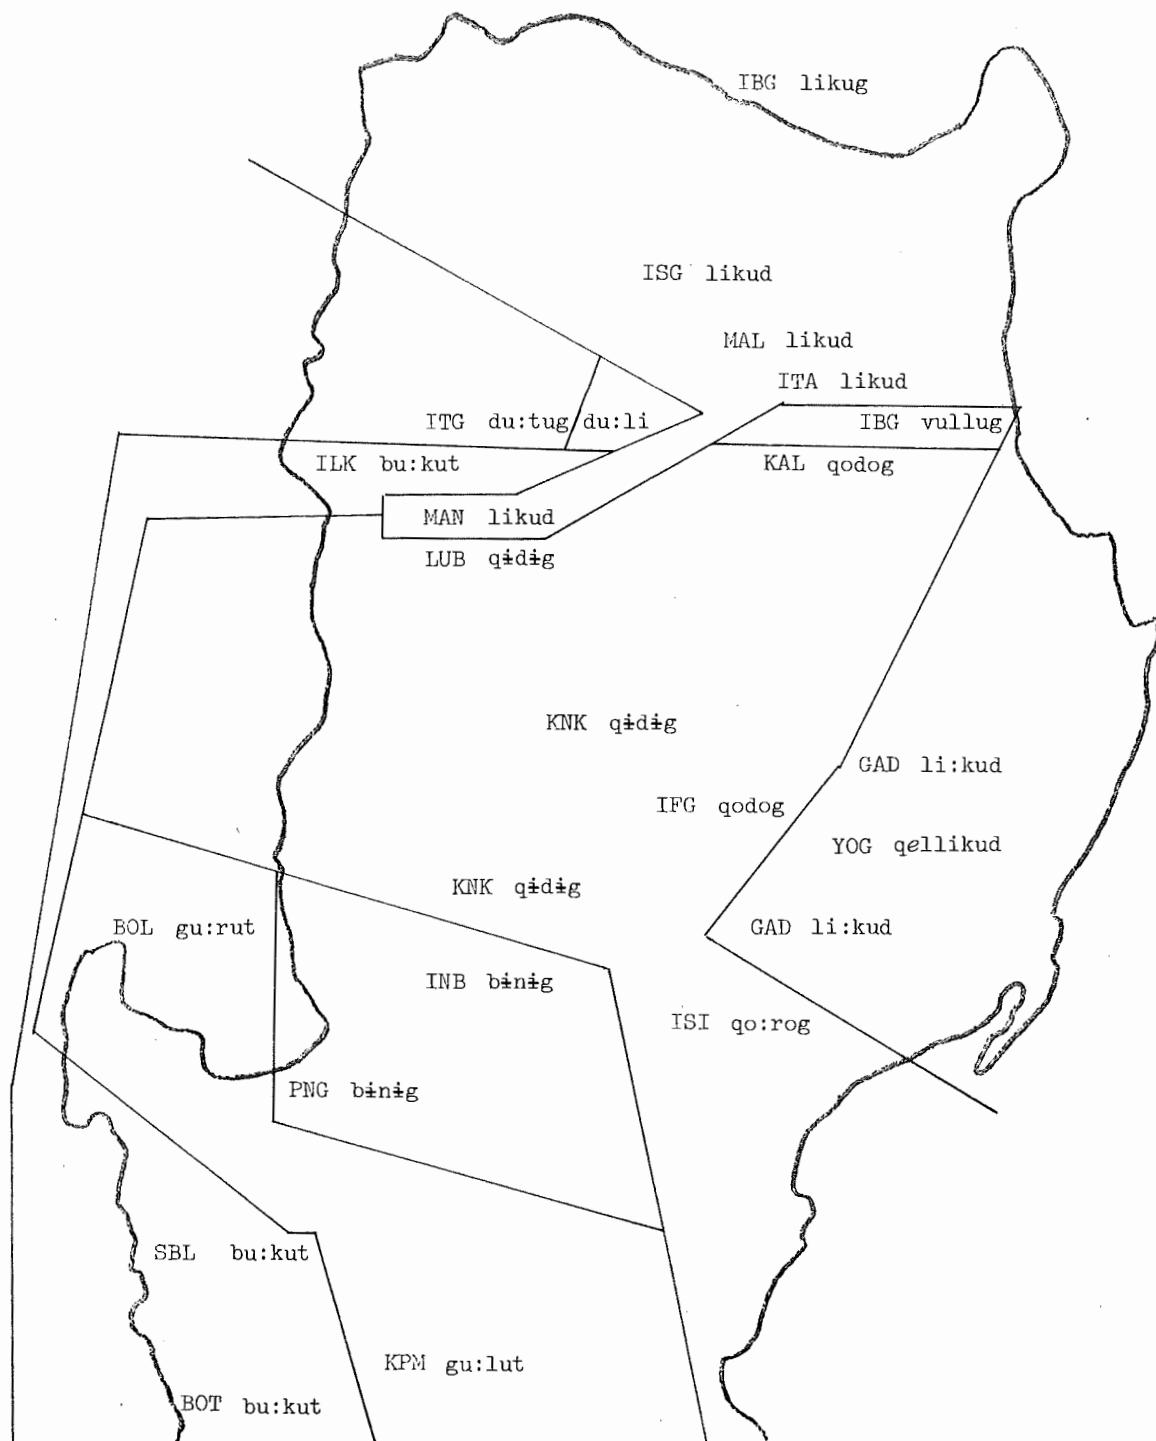 IBG likug
ISG likud
MAL likud
ITA likud
ITG du:tug du:li
IBG vullug
ILK bu:kut
KAL qodog
MAN likud
LUB qɨdɨg
KNK qɨdɨg
GAD li:kud
IFG qodog
YOG qellikud
KNK qɨdɨg
BOL gu:rut
GAD li:kud
INB bɨnɨg
ISI qo:rog
PNG bɨnɨg
SBL bu:kut
KPM gu:lut
BOT bu:kut